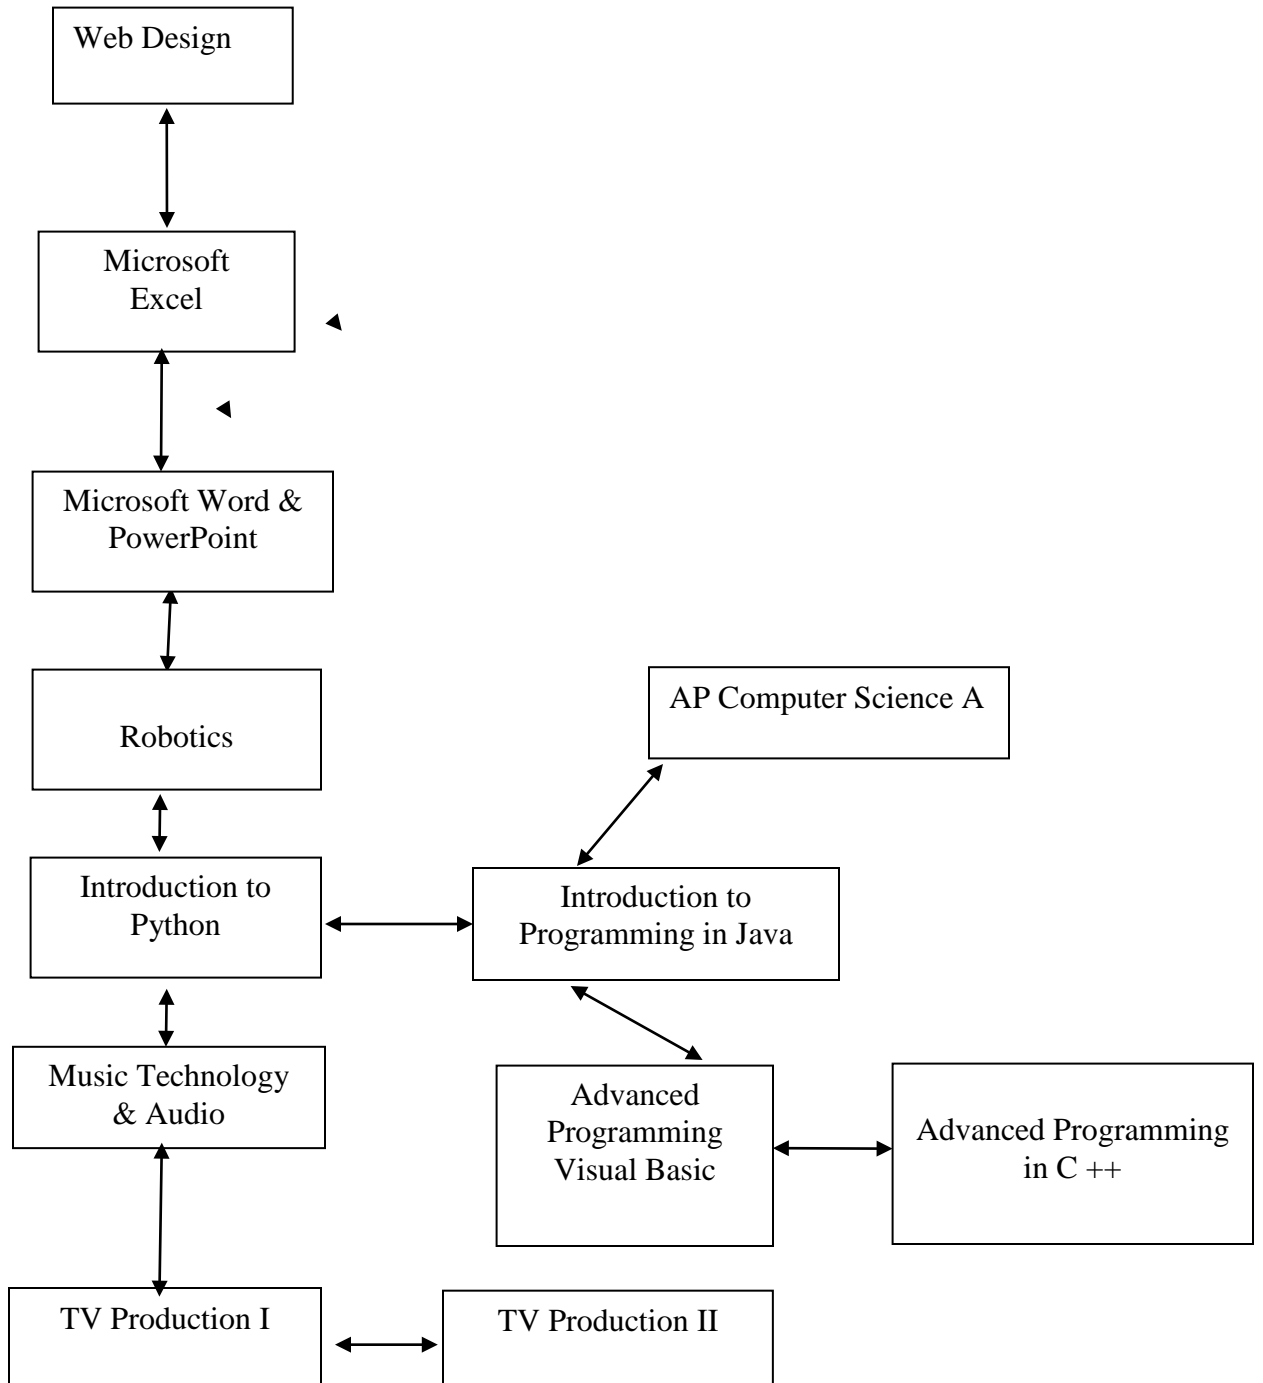 Web Design
Microsoft
Excel
Microsoft Word &
PowerPoint
Robotics
AP Computer Science A
Introduction to
Python
Introduction to
Programming in Java
Music Technology
& Audio
Advanced
Programming
Visual Basic
Advanced Programming
in C ++
TV Production I
TV Production II